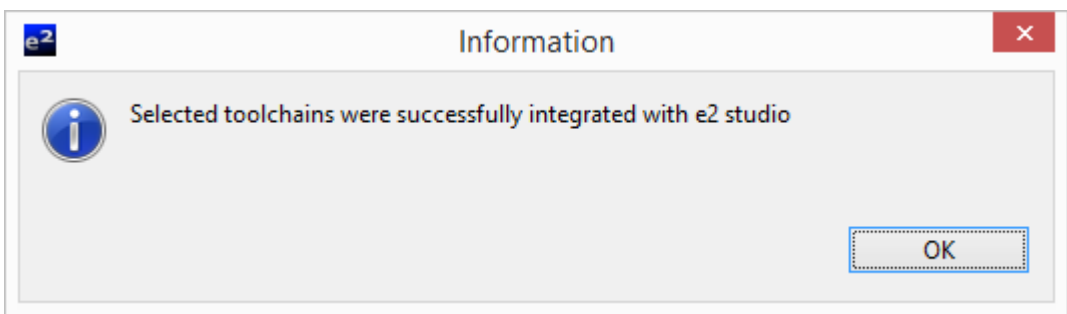 e²
Information
Selected toolchains were successfully integrated with e2 studio
OK